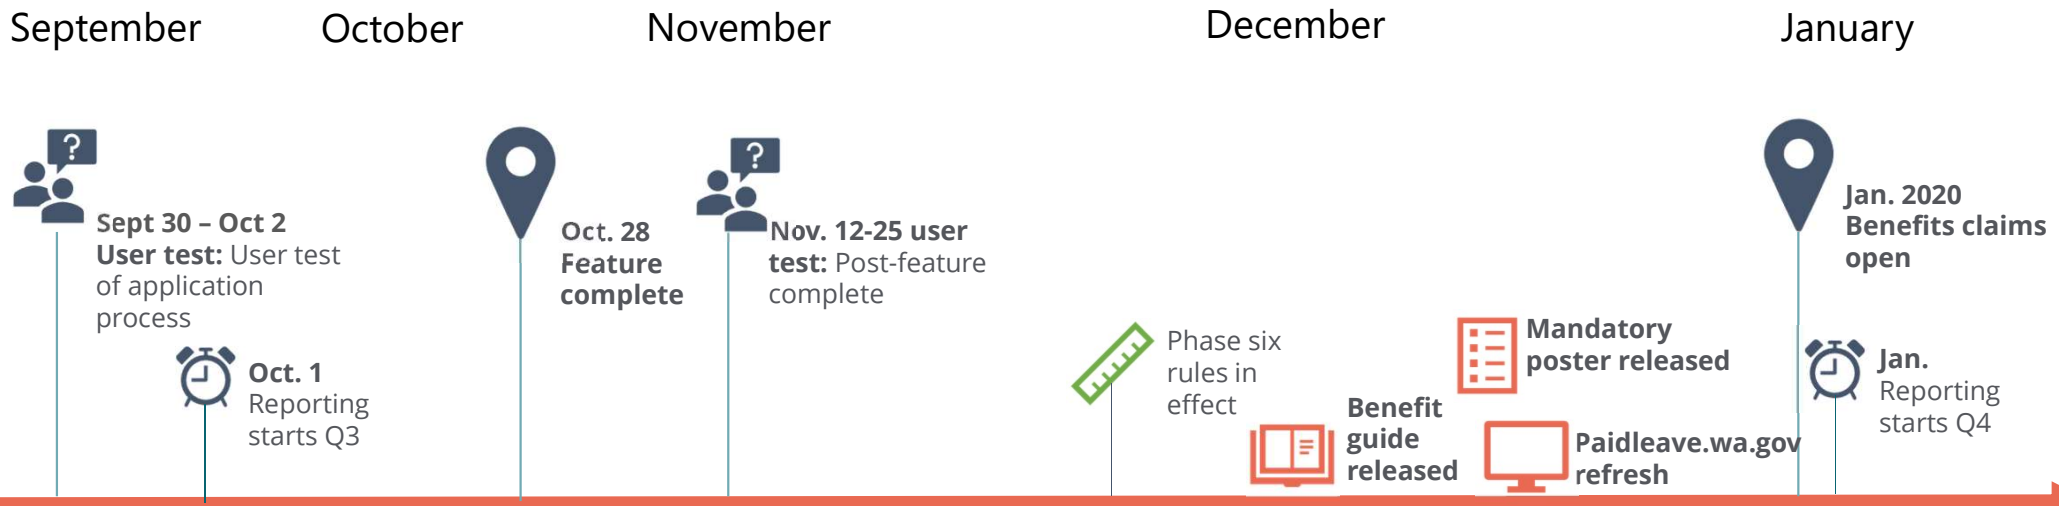 September
October
November
December
January
?
Sept 30 – Oct 2
User test: User test
of application
process
Oct. 1
Reporting
starts Q3
Oct. 28
Feature
complete
?
Nov. 12-25 user
test: Post-feature
complete
Phase six
rules in
effect
Benefit
guide
released
Mandatory
poster released
Paidleave.wa.gov
refresh
Jan. 2020
Benefits claims
open
Jan.
Reporting
starts Q4